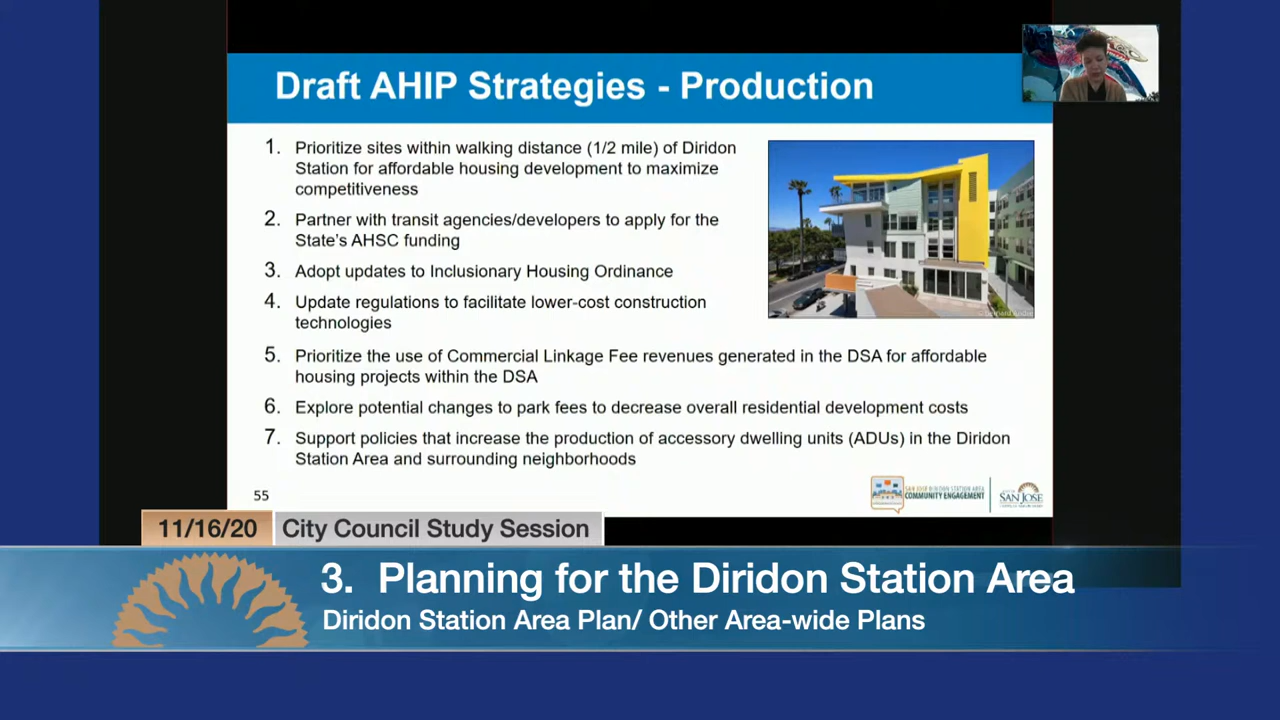 Draft AHIP Strategies - Production
1. Prioritize sites within walking distance (1/2 mile) of Diridon
Station for affordable housing development to maximize
competitiveness
2. Partner with transit agencies/developers to apply for the
State's AHSC funding
3. Adopt updates to Inclusionary Housing Ordinance
4. Update regulations to facilitate lower-cost construction
technologies
5. Prioritize the use of Commercial Linkage Fee revenues generated in the DSA for affordable
housing projects within the DSA
6. Explore potential changes to park fees to decrease overall residential development costs
7. Support policies that increase the production of accessory dwelling units (ADUs) in the Diridon
Station Area and surrounding neighborhoods
55
SAN JOSE DIRIDON STATION AREA
COMMUNITY ENGAGEMENT
SAN JOSE
11/16/20 City Council Study Session
3. Planning for the Diridon Station Area
Diridon Station Area Plan/ Other Area-wide Plans